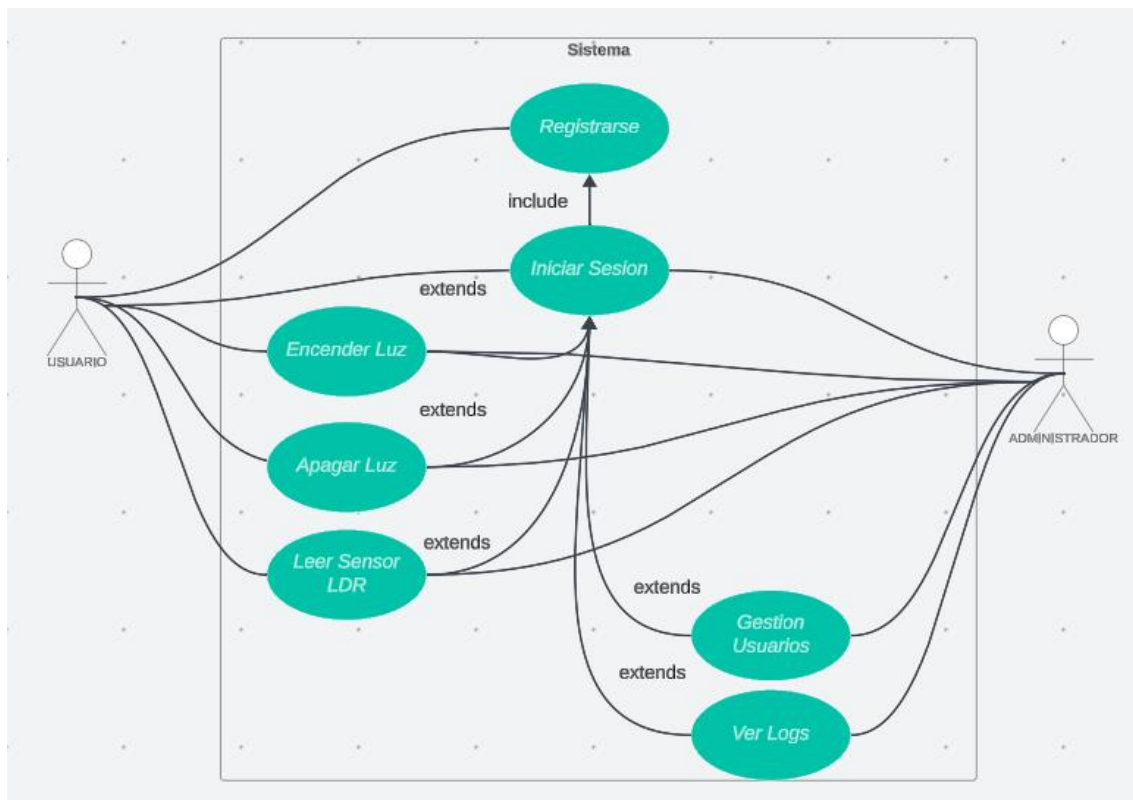 Sistema
Registrarse
include
Iniciar Sesion
extends
Encender Luz
USUARIO
extends
Apagar Luz
ADMINISTRADOR
extends
Leer Sensor
LDR
extends
Gestion
Usuarios
extends
Ver Logs